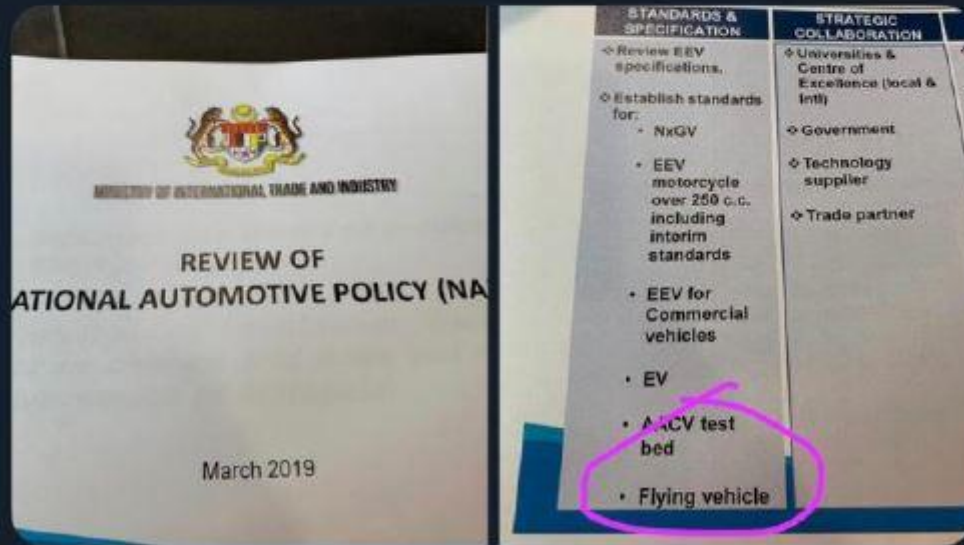 MINISTRY OF INTERNATIONAL TRADE AND INDUSTRY
REVIEW OF
ATIONAL AUTOMOTIVE POLICY (NA
March 2019
STANDARDS &
SPECIFICATION
Review EEV
specifications.
Establish standards
for:
• NxGV
• EEV
motorcycle
over 250 c.c.
including
interim
standards
• EEV for
Commercial
vehicles
• EV
• AACV test
bed
• Flying vehicle
STRATEGIC
COLLABORATION
Universities &
Centre of
Excellence (local &
Intl)
Government
Technology
supplier
Trade partner